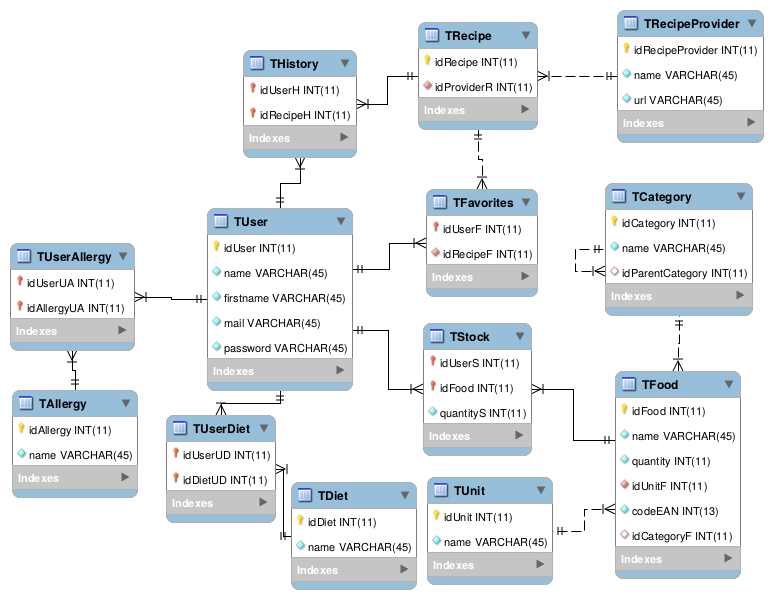 TRecipeProvider
idRecipeProvider INT(11)
name VARCHAR(45)
url VARCHAR(45)
Indexes
TRecipe
idRecipe INT(11)
idProviderR INT(11)
Indexes
THistory
idUserH INT(11)
idRecipeH INT(11)
Indexes
TFavorites
idUserF INT(11)
idRecipeF INT(11)
Indexes
TCategory
idCategory INT(11)
name VARCHAR(45)
idParentCategory INT(11)
Indexes
TUser
idUser INT(11)
name VARCHAR(45)
firstname VARCHAR(45)
mail VARCHAR(45)
password VARCHAR(45)
Indexes
TUserAllergy
idUserUA INT(11)
idAllergyUA INT(11)
Indexes
TStock
idUserS INT(11)
idFood INT(11)
quantityS INT(11)
Indexes
TFood
idFood INT(11)
name VARCHAR(45)
quantity INT(11)
idUnitF INT(11)
codeEAN INT(13)
idCategoryF INT(11)
Indexes
TAllergy
idAllergy INT(11)
name VARCHAR(45)
Indexes
TUserDiet
idUserUD INT(11)
idDietUD INT(11)
Indexes
TDiet
idDiet INT(11)
name VARCHAR(45)
Indexes
TUnit
idUnit INT(11)
name VARCHAR(45)
Indexes